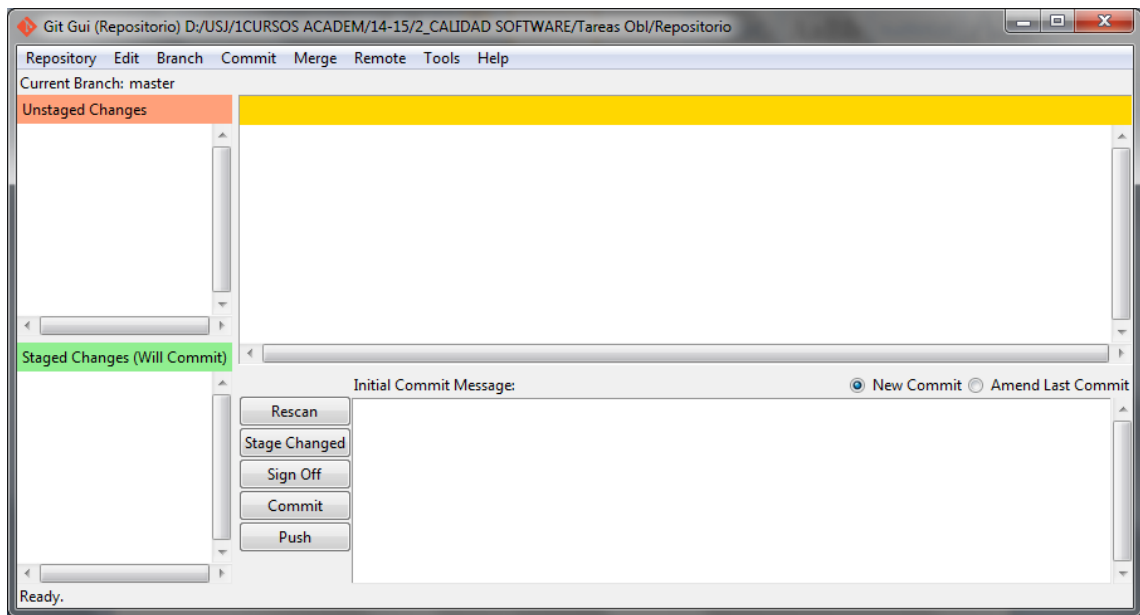 Git Gui (Repositorio) D:/USJ/1CURSOS ACADEM/14-15/2_CALIDAD SOFTWARE/Tareas Obl/Repositorio
Repository Edit Branch Commit Merge Remote Tools Help
Current Branch: master
Unstaged Changes
Staged Changes (Will Commit)
Initial Commit Message: New Commit Amend Last Commit
Rescan
Stage Changed
Sign Off
Commit
Push
Ready.